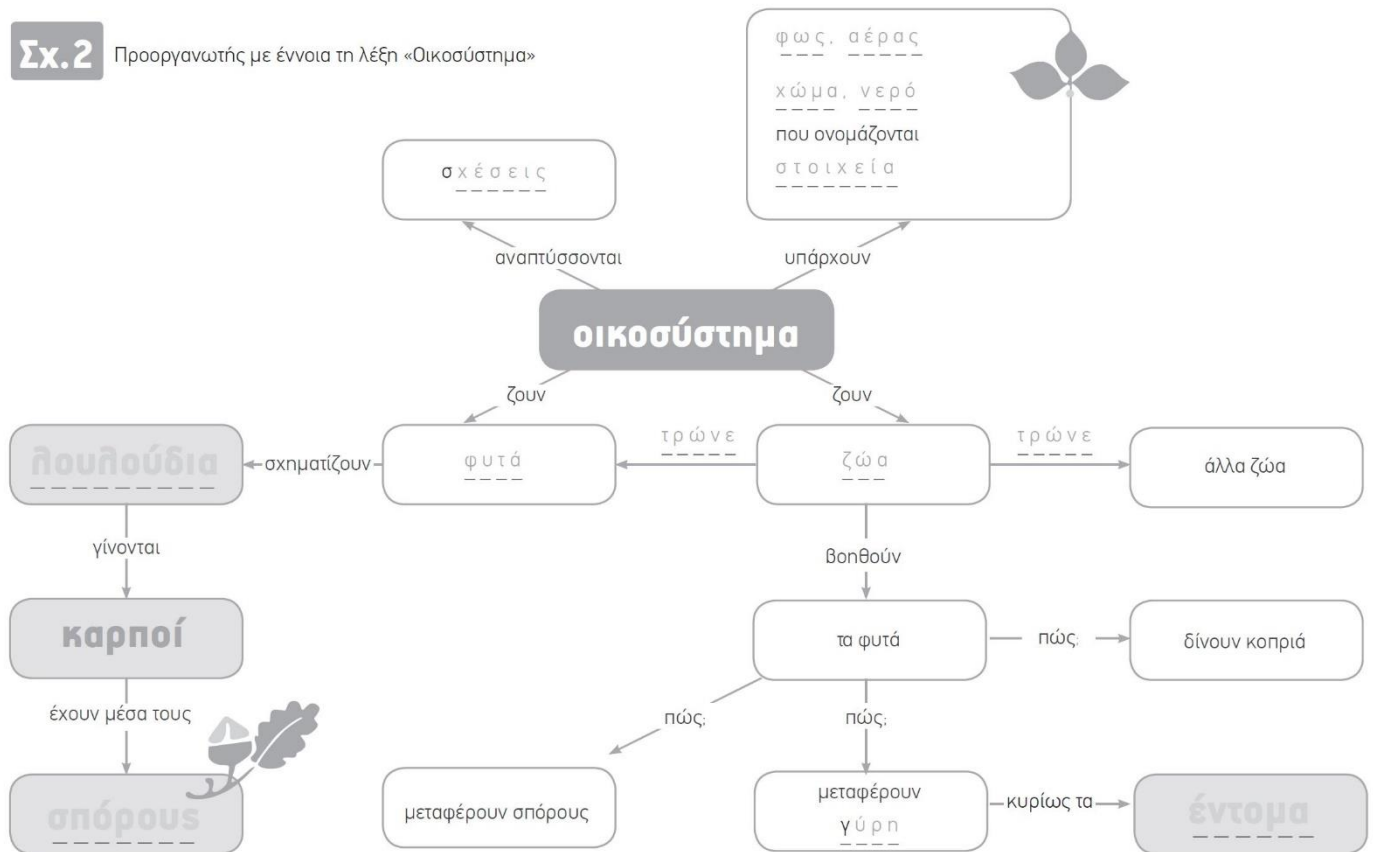 Σχ.2 Προοργανωτής με έννοια τη λέξη «Οικοσύστημα»
φως, αέρας
χώμα, νερό
που ονομάζονται
στοιχεία
σχέσεις
αναπτύσσονται
υπάρχουν
οικοσύστημα
ζουν
ζουν
λουλούδια
σχηματίζουν
φυτά
τρώνε
ζώα
τρώνε
άλλα ζώα
γίνονται
βοηθούν
καρποί
τα φυτά
πώς;
δίνουν κοπριά
έχουν μέσα τους
πώς;
πώς;
σπόρους
μεταφέρουν σπόρους
μεταφέρουν
γύρη
κυρίως τα
έντομα